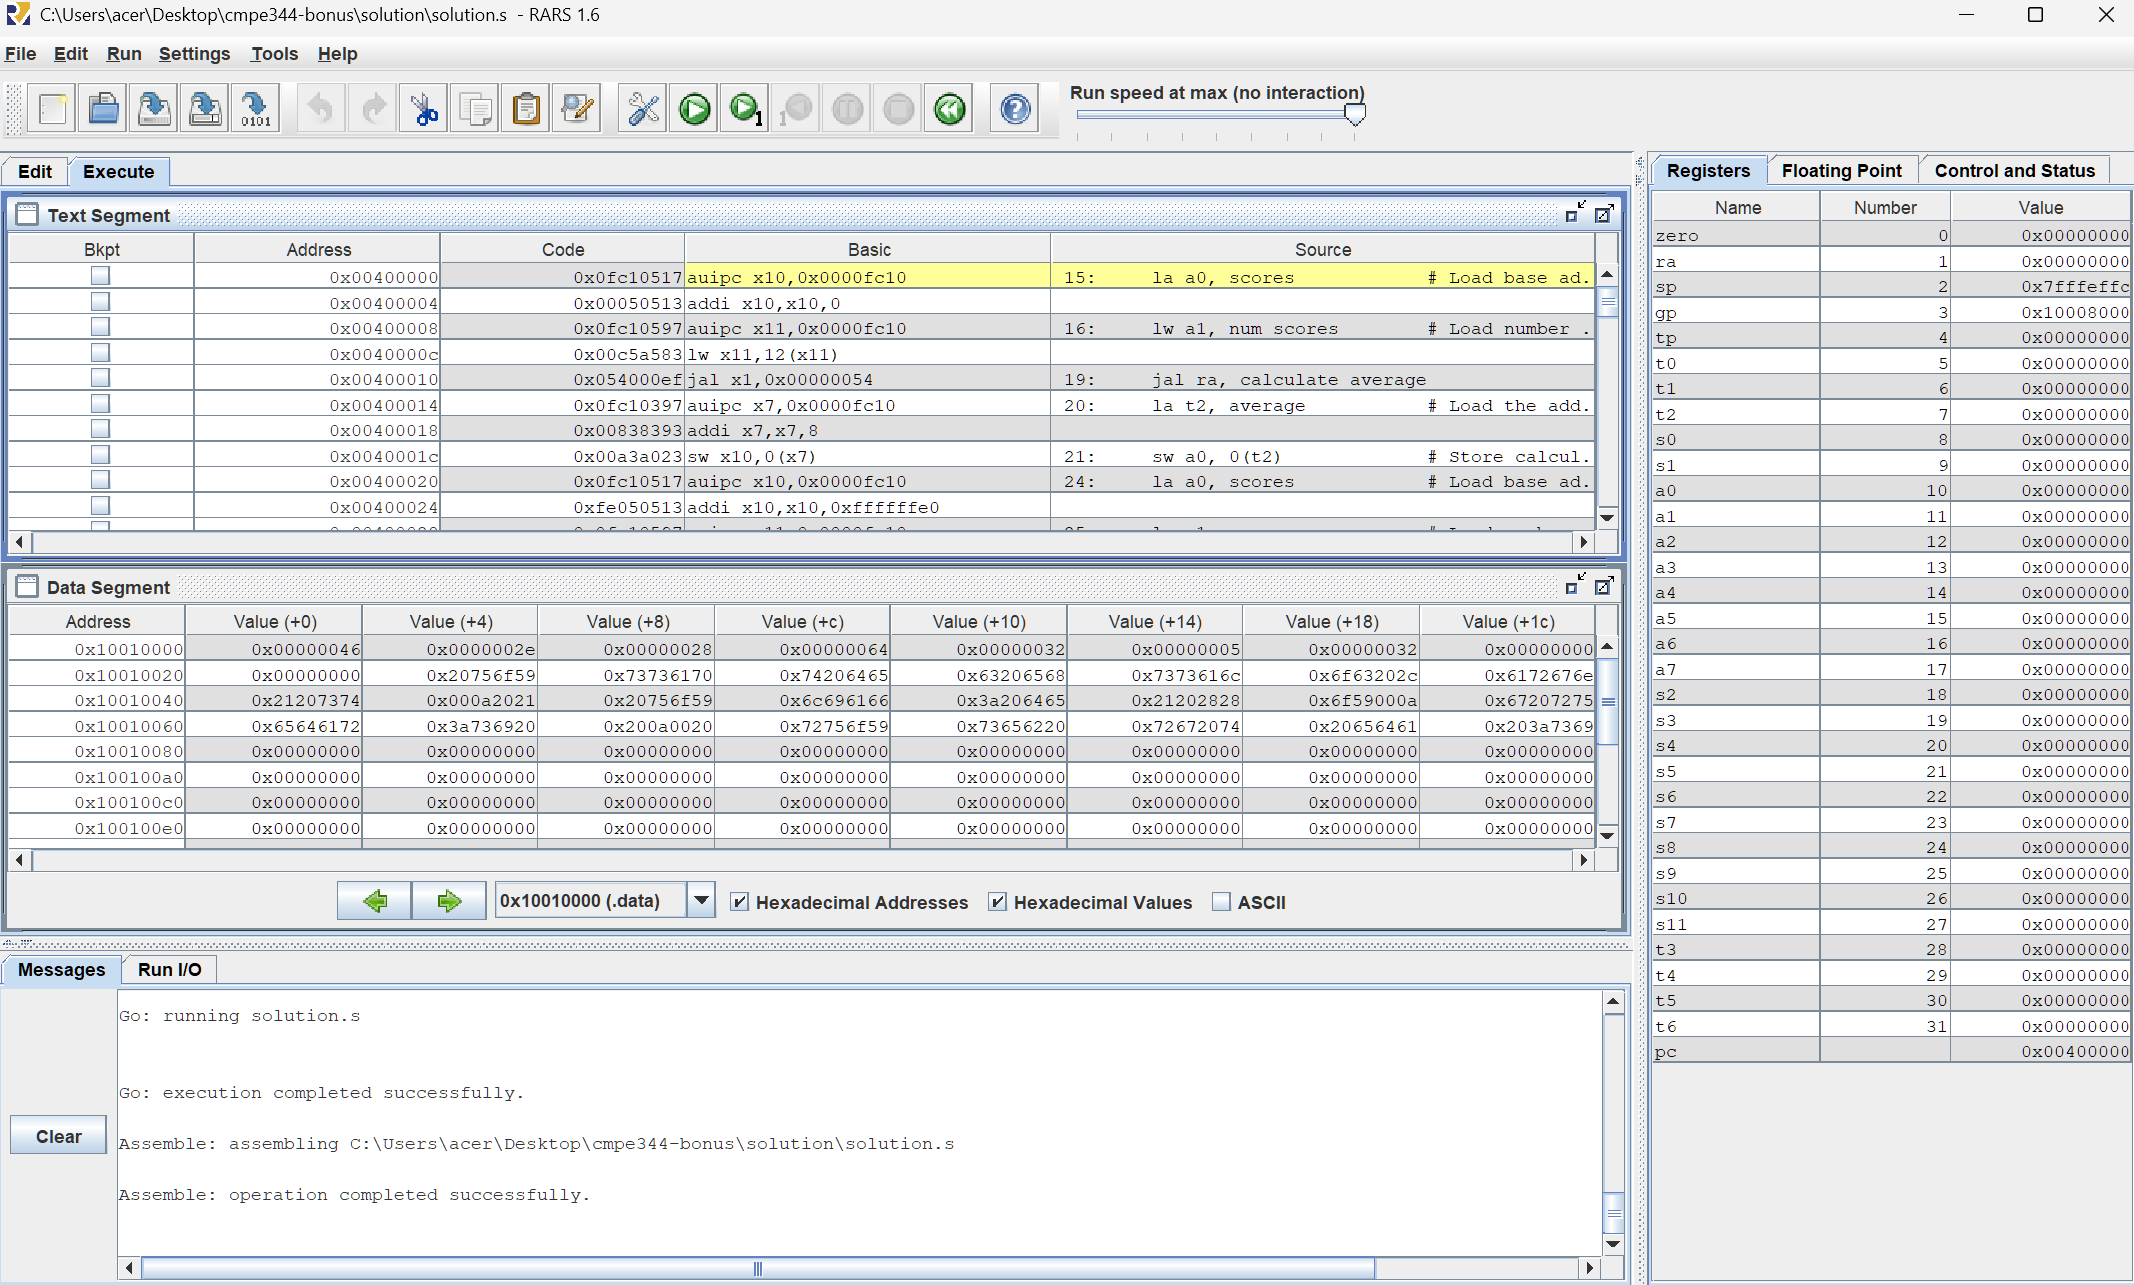 C:\Users\acer\Desktop\cmpe344-bonus\solution\solution.s - RARS 1.6
File Edit Run Settings Tools Help
Run speed at max (no interaction)
0101 1 1
Edit Execute
Text Segment
Bkpt Address Code Basic Source
0x00400000 0x0fc10517 auipc x10,0x0000fc10 15: la a0, scores # Load base ad.
0x00400004 0x00050513 addi x10,x10,0
0x00400008 0x0fc10597 auipc x11,0x0000fc10 16: lw a1, num scores # Load number .
0x0040000c 0x00c5a583 lw x11,12(x11)
0x00400010 0x054000ef jal x1,0x00000054 19: jal ra, calculate average
0x00400014 0x0fc10397 auipc x7,0x0000fc10 20: la t2, average # Load the add.
0x00400018 0x00838393 addi x7,x7,8
0x0040001c 0x00a3a023 sw x10,0(x7) 21: sw a0, 0(t2) # Store calcul.
0x00400020 0x0fc10517 auipc x10,0x0000fc10 24: la a0, scores # Load base ad.
0x00400024 0xfe050513 addi x10,x10,0xffffffe0
Data Segment
Address Value (+0) Value (+4) Value (+8) Value (+c) Value (+10) Value (+14) Value (+18) Value (+1c)
0x10010000 0x00000046 0x0000002e 0x00000028 0x00000064 0x00000032 0x00000005 0x00000032 0x00000000
0x10010020 0x00000000 0x20756f59 0x73736170 0x74206465 0x63206568 0x7373616c 0x6f63202c 0x6172676e
0x10010040 0x21207374 0x000a2021 0x20756f59 0x6c696166 0x3a206465 0x21202828 0x6f59000a 0x67207275
0x10010060 0x65646172 0x3a736920 0x200a0020 0x72756f59 0x73656220 0x72672074 0x20656461 0x203a7369
0x10010080 0x00000000 0x00000000 0x00000000 0x00000000 0x00000000 0x00000000 0x00000000 0x00000000
0x100100a0 0x00000000 0x00000000 0x00000000 0x00000000 0x00000000 0x00000000 0x00000000 0x00000000
0x100100c0 0x00000000 0x00000000 0x00000000 0x00000000 0x00000000 0x00000000 0x00000000 0x00000000
0x100100e0 0x00000000 0x00000000 0x00000000 0x00000000 0x00000000 0x00000000 0x00000000 0x00000000
0x10010000 (.data) Hexadecimal Addresses Hexadecimal Values ASCII
Messages Run I/O
Clear
Go: running solution.s
Go: execution completed successfully.
Assemble: assembling C:\Users\acer\Desktop\cmpe344-bonus\solution\solution.s
Assemble: operation completed successfully.
Registers Floating Point Control and Status
Name Number Value
zero 0 0x00000000
ra 1 0x00000000
sp 2 0x7fffeffc
gp 3 0x10008000
tp 4 0x00000000
t0 5 0x00000000
t1 6 0x00000000
t2 7 0x00000000
s0 8 0x00000000
s1 9 0x00000000
a0 10 0x00000000
a1 11 0x00000000
a2 12 0x00000000
a3 13 0x00000000
a4 14 0x00000000
a5 15 0x00000000
a6 16 0x00000000
a7 17 0x00000000
s2 18 0x00000000
s3 19 0x00000000
s4 20 0x00000000
s5 21 0x00000000
s6 22 0x00000000
s7 23 0x00000000
s8 24 0x00000000
s9 25 0x00000000
s10 26 0x00000000
s11 27 0x00000000
t3 28 0x00000000
t4 29 0x00000000
t5 30 0x00000000
t6 31 0x00000000
pc 0x00400000